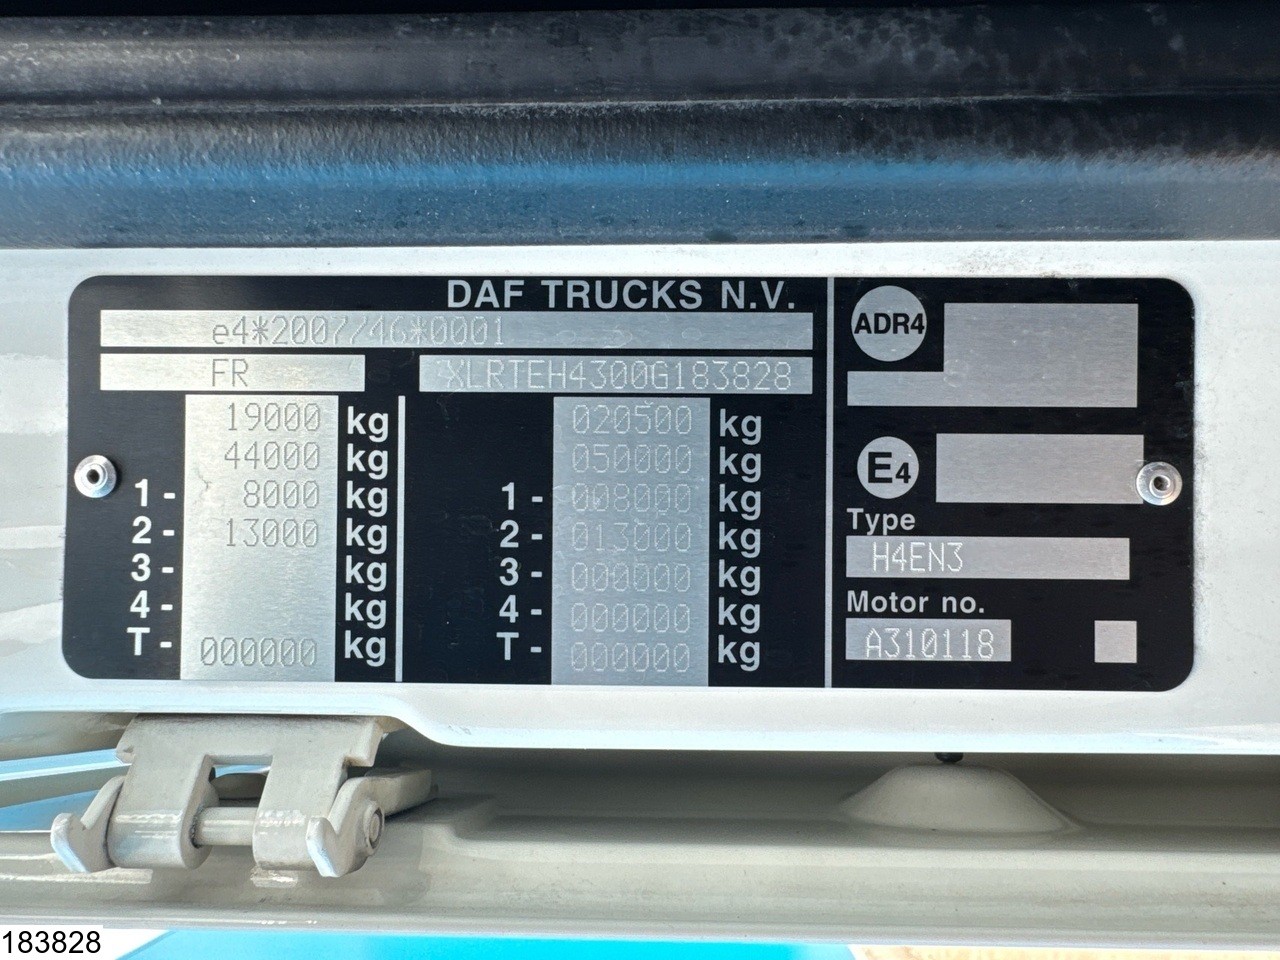 DAF TRUCKS N.V.
e4*2007/46*0001
FR XLRTEH4300G183828
19000 kg 020500 kg
44000 kg 050000 kg
1- 8000 kg 1- 008000 kg
2- 13000 kg 2- 013000 kg
3- kg 3- 000000 kg
4- kg 4- 000000 kg
T- 000000 kg T- 000000 kg
ADR4
E4
Type
H4EN3
Motor no.
A310118
183828